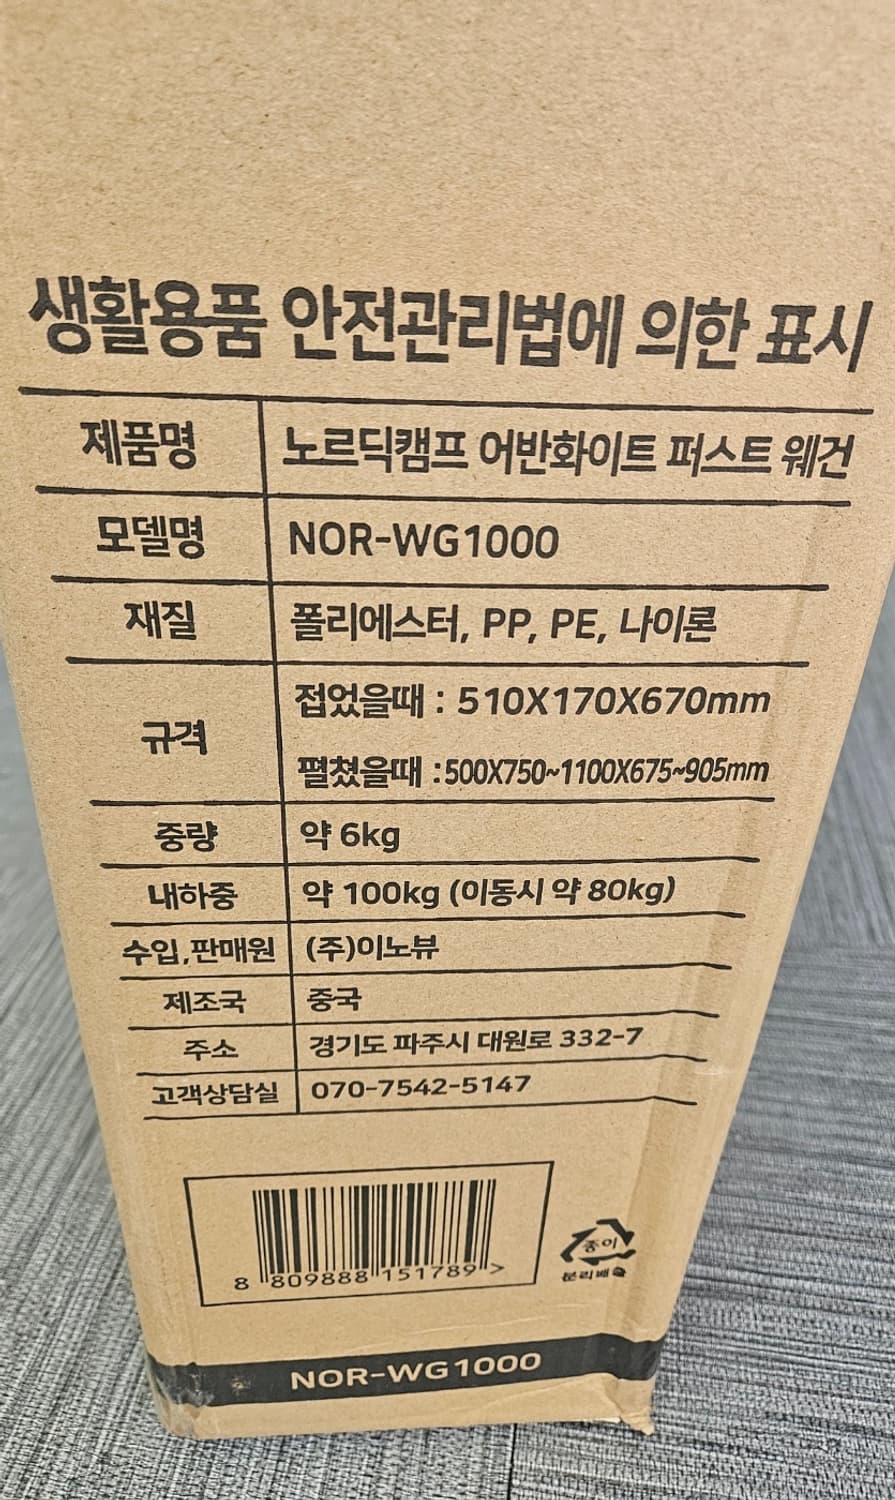 생활용품 안전관리법에 의한 표시
제품명 노르딕캠프 어반화이트 퍼스트 웨건
모델명 NOR-WG1000
재질 폴리에스터, PP, PE, 나이론
규격 접었을때 : 510X170X670mm
펼쳤을때 :500X750~1100X675~905mm
중량 약 6kg
내하중 약 100kg (이동시 약 80kg)
수입,판매원 (주)이노뷰
제조국 중국
주소 경기도 파주시 대원로 332-7
고객상담실 070-7542-5147
8 809888 151789 >
종이
분리배출
NOR-WG1000